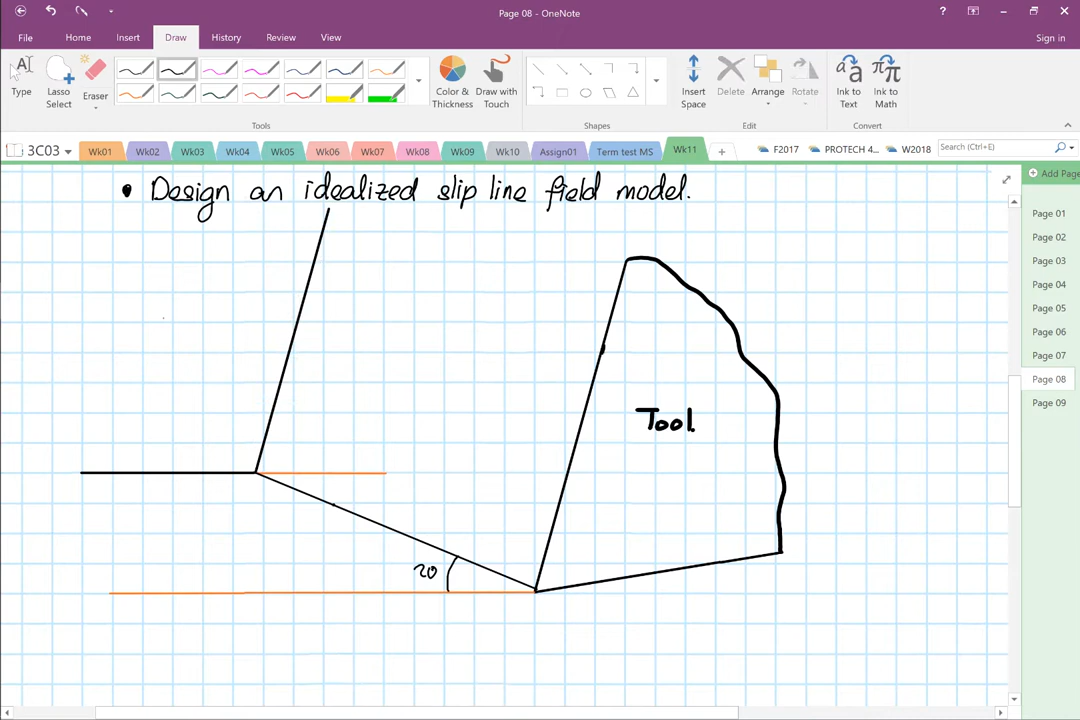 Page 08 - OneNote
?
File Home Insert Draw History Review View
Sign in
Type
Lasso Select
Eraser
Color & Thickness
Draw with Touch
Insert Space
Delete
Arrange
Rotate
Ink to Text
Ink to Math
Tools
Shapes
Edit
Convert
3C03
Wk01 Wk02 Wk03 Wk04 Wk05 Wk06 Wk07 Wk08 Wk09 Wk10 Assign01 Term test MS Wk11
F2017 PROTECH 4... W2018
Search (Ctrl+E)
Add Page
Page 01
Page 02
Page 03
Page 04
Page 05
Page 06
Page 07
Page 08
Page 09
• Design an idealized slip line field model.
Tool.
20